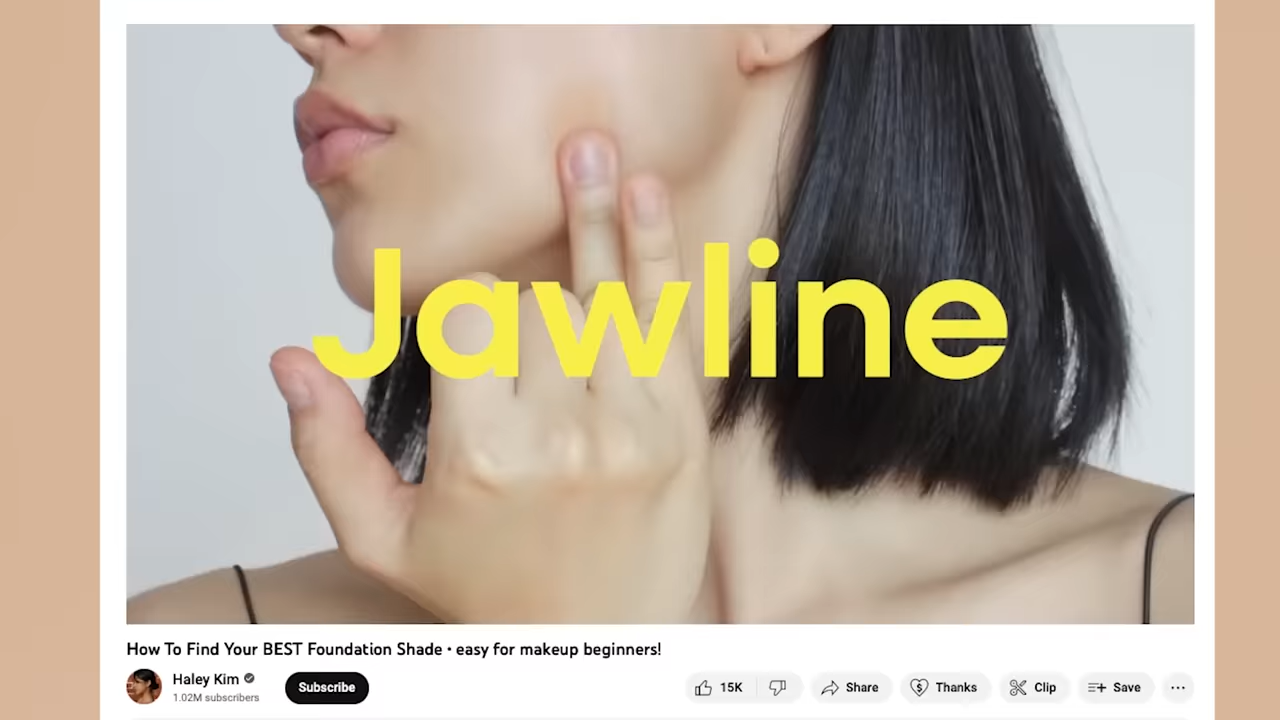 Jawline
How To Find Your BEST Foundation Shade • easy for makeup beginners!
Haley Kim
1.02M subscribers
Subscribe
15K
Share
Thanks
Clip
Save